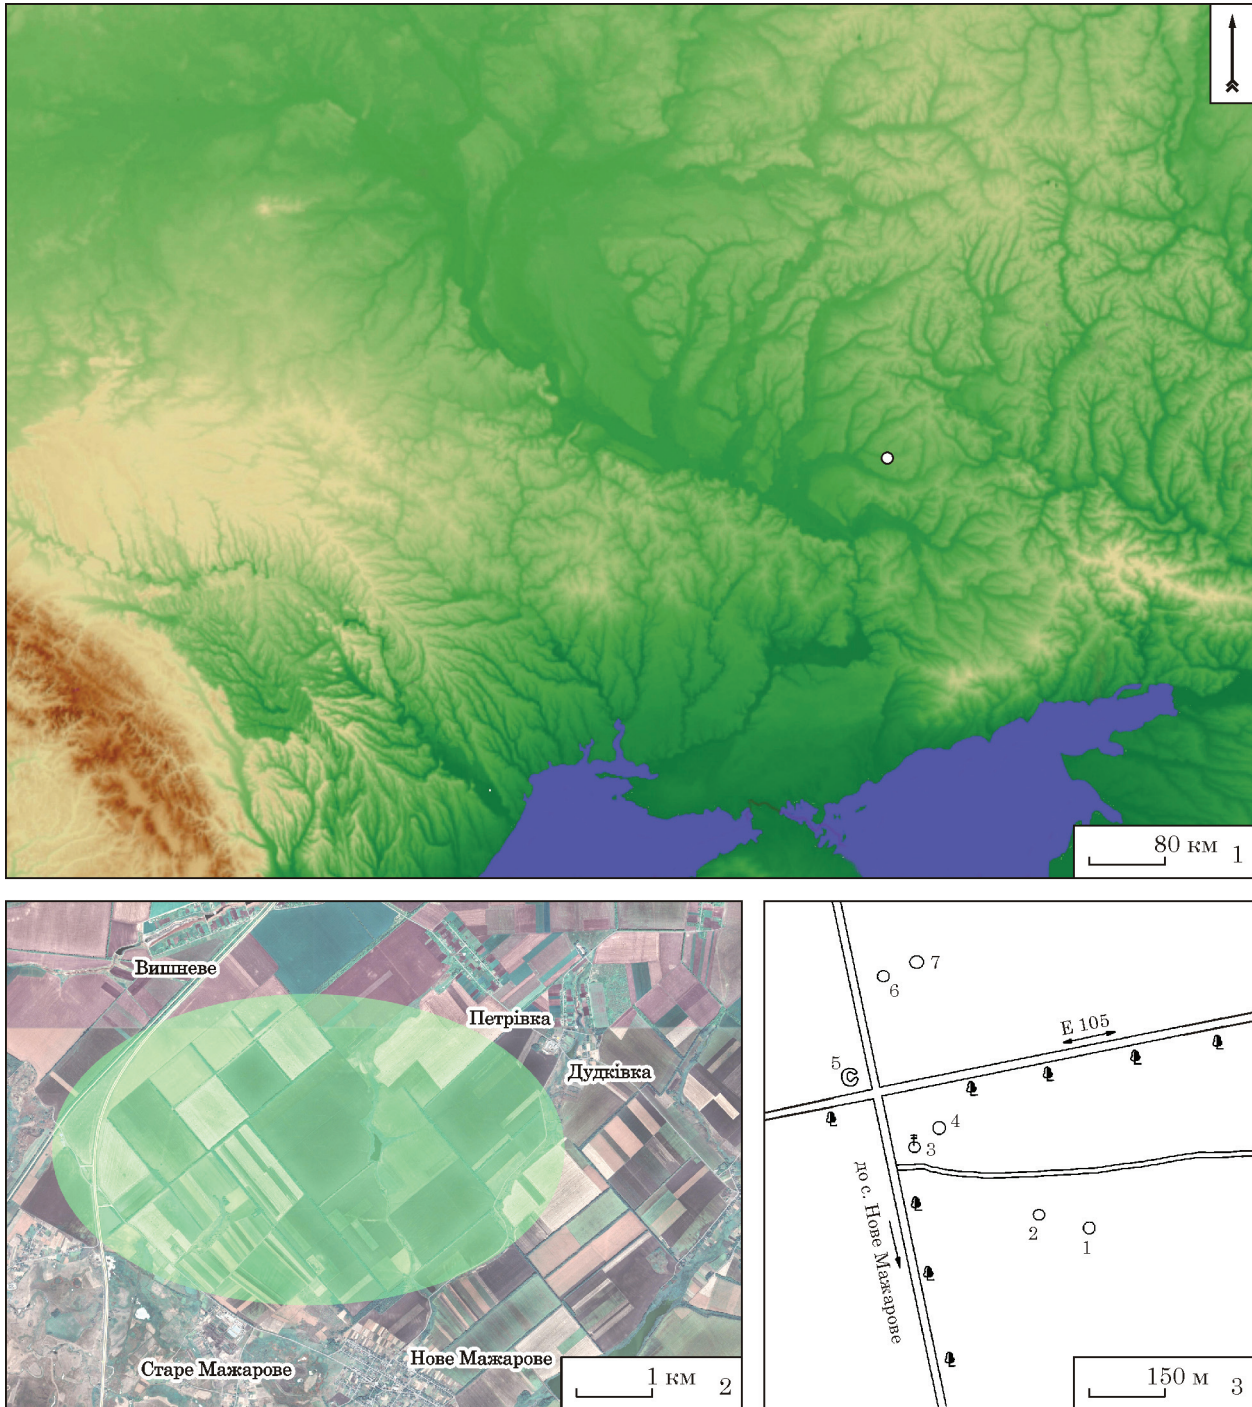 80 км
1
Вишневе
Петрівка
Дудківка
Старе Мажарове
Нове Мажарове
1 км
2
7
6
Е 105
5
4
3
до с. Нове Мажарове
2
1
150 м
3